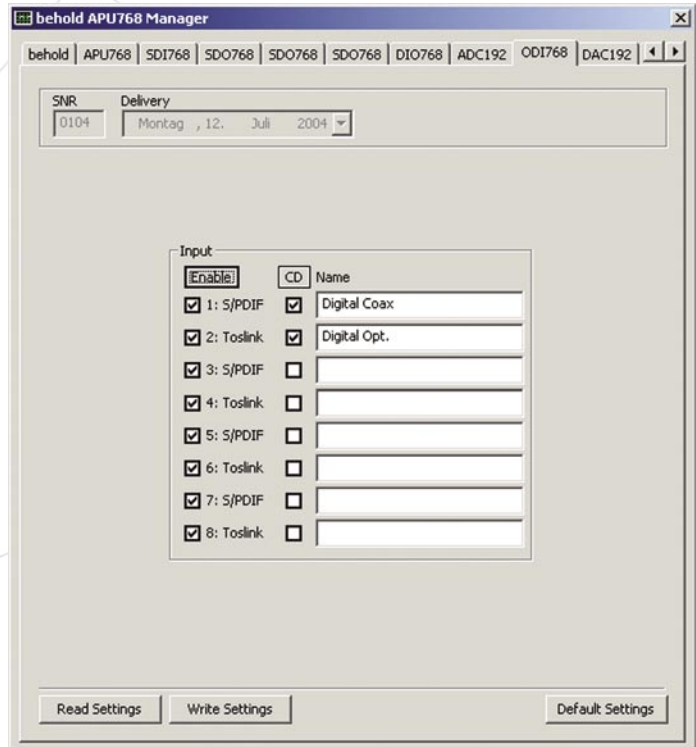 behold APU768 Manager
behold APU768 SDI768 SDO768 SDO768 SDO768 DIO768 ADC192 ODI768 DAC192
SNR Delivery
0104 Montag , 12. Juli 2004
Input
Enable CD Name
1: S/PDIF Digital Coax
2: Toslink Digital Opt.
3: S/PDIF
4: Toslink
5: S/PDIF
6: Toslink
7: S/PDIF
8: Toslink
Read Settings Write Settings Default Settings